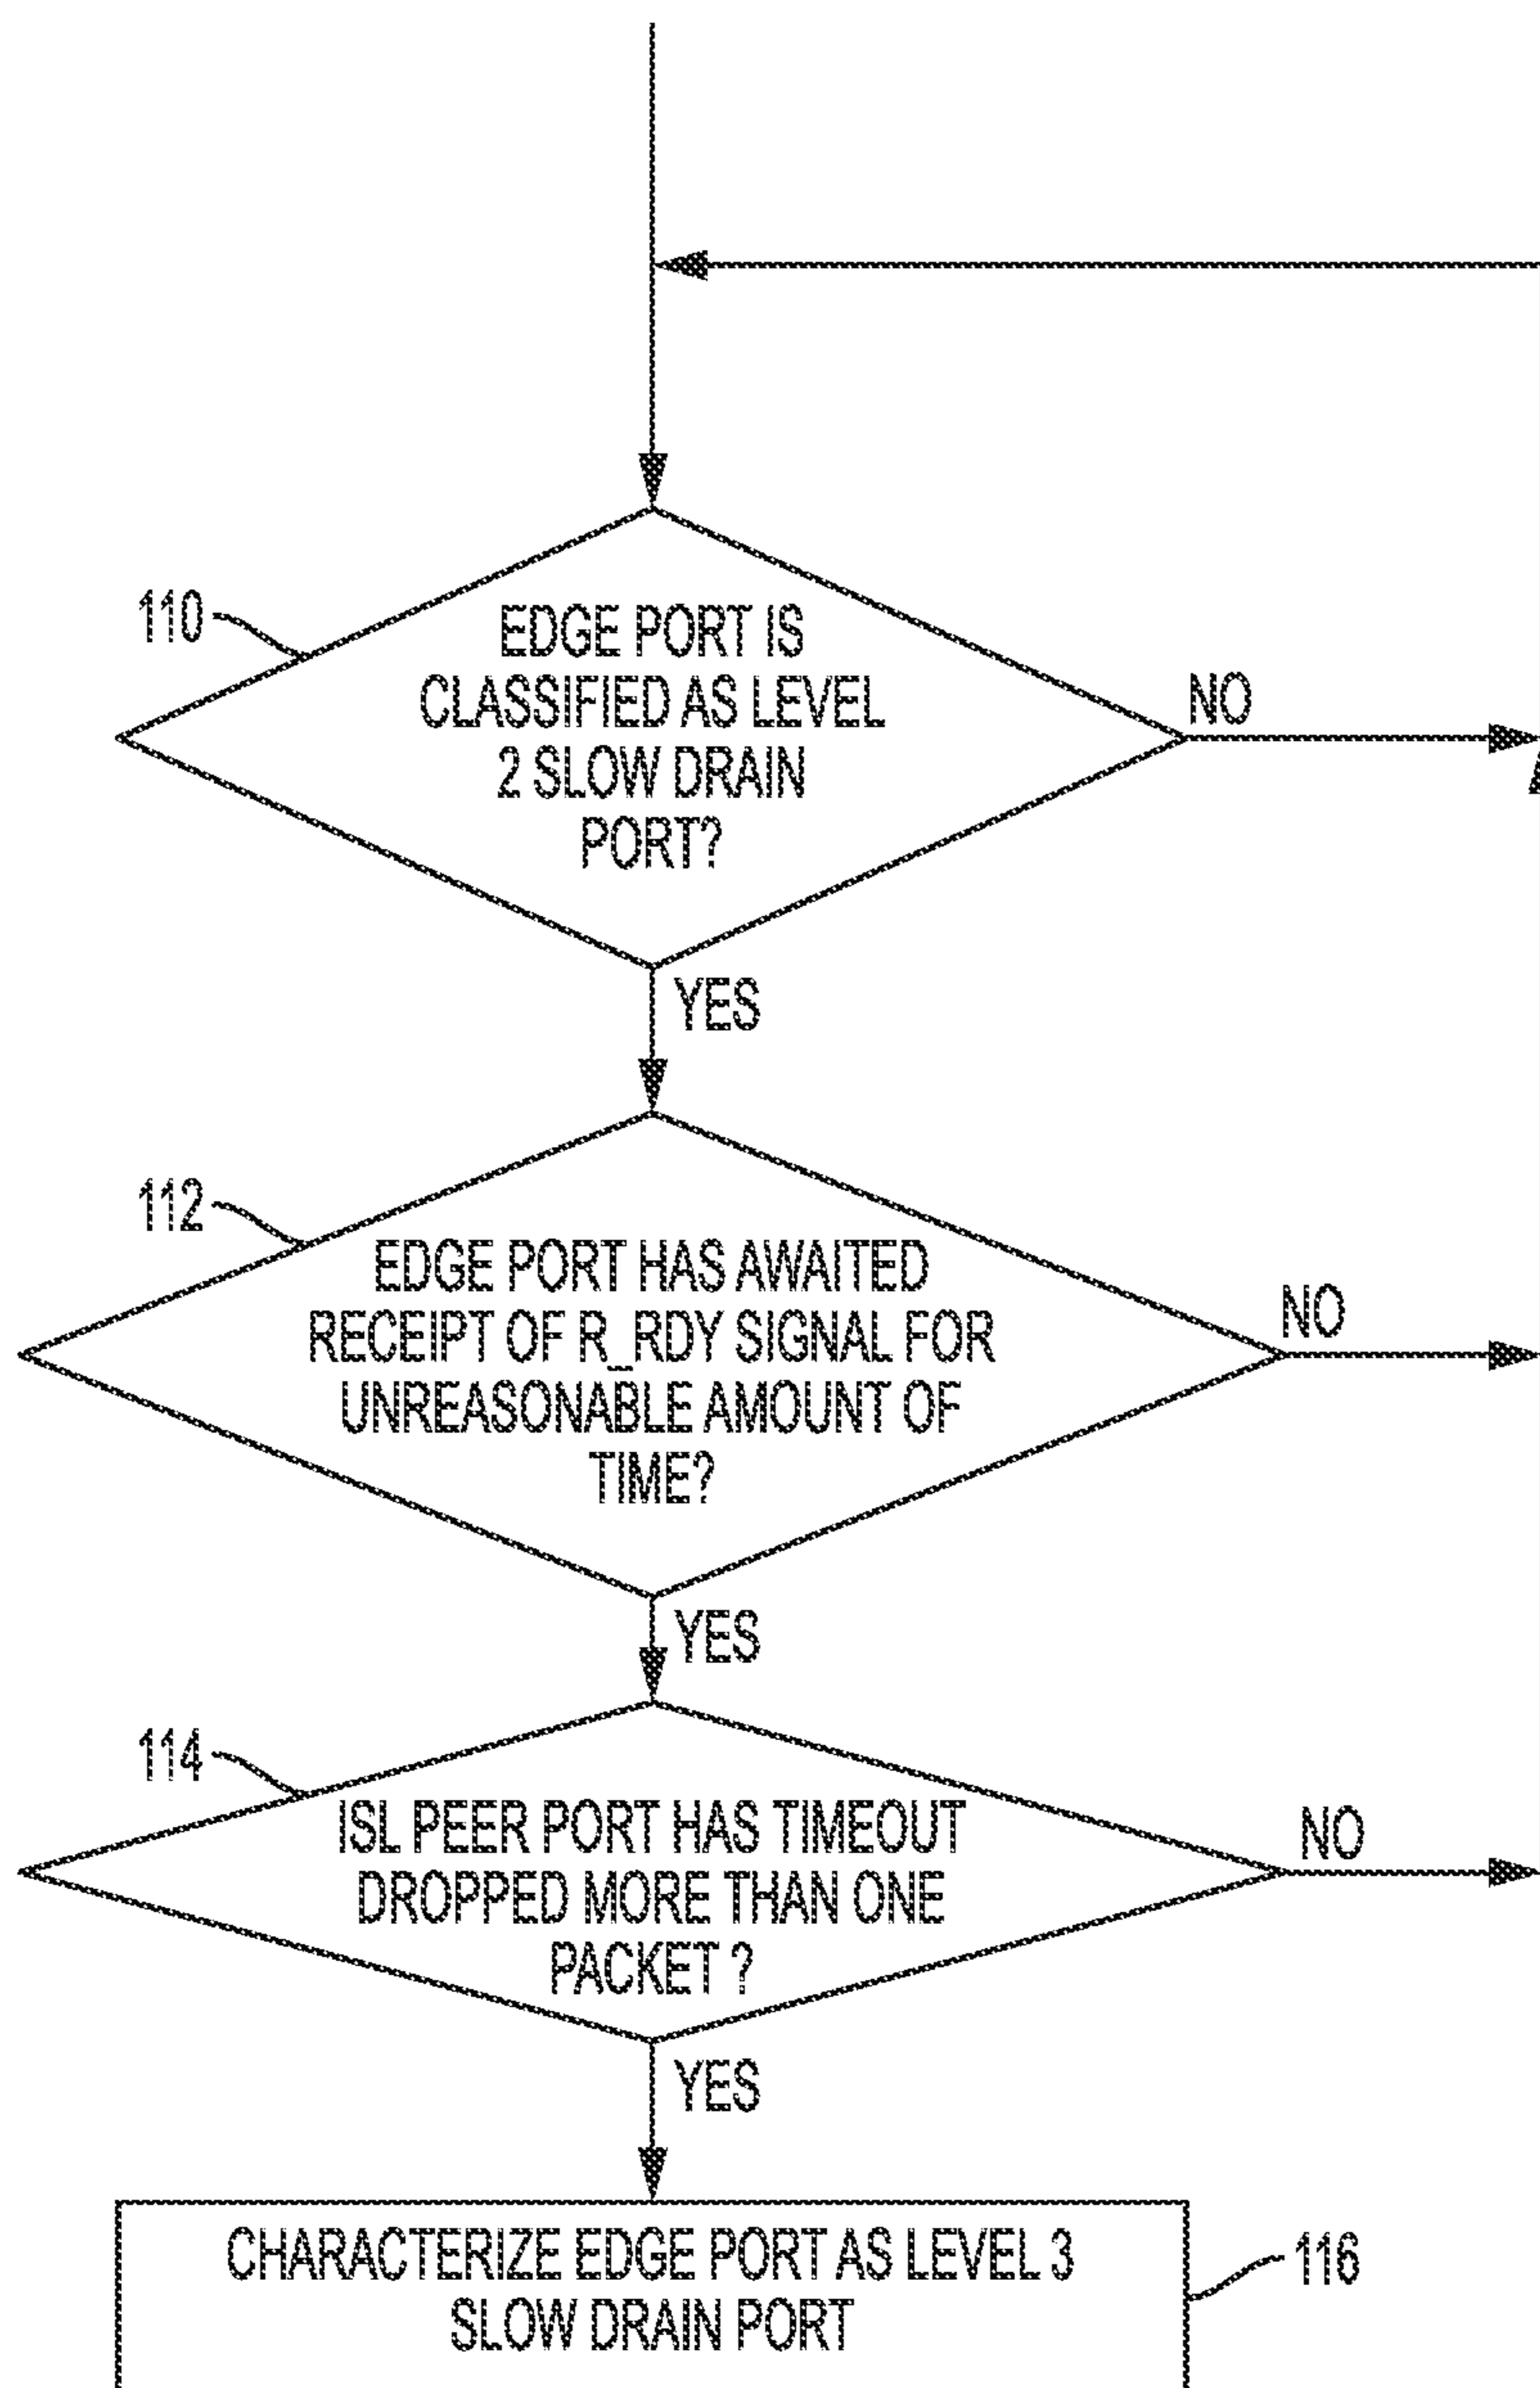 110
EDGE PORT IS
CLASSIFIED AS LEVEL
2 SLOW DRAIN
PORT?
NO
YES
112
EDGE PORT HAS AWAITED
RECEIPT OF R_RDY SIGNAL FOR
UNREASONABLE AMOUNT OF
TIME?
NO
YES
114
ISL PEER PORT HAS TIMEOUT
DROPPED MORE THAN ONE
PACKET ?
NO
YES
CHARACTERIZE EDGE PORT AS LEVEL 3
SLOW DRAIN PORT
116